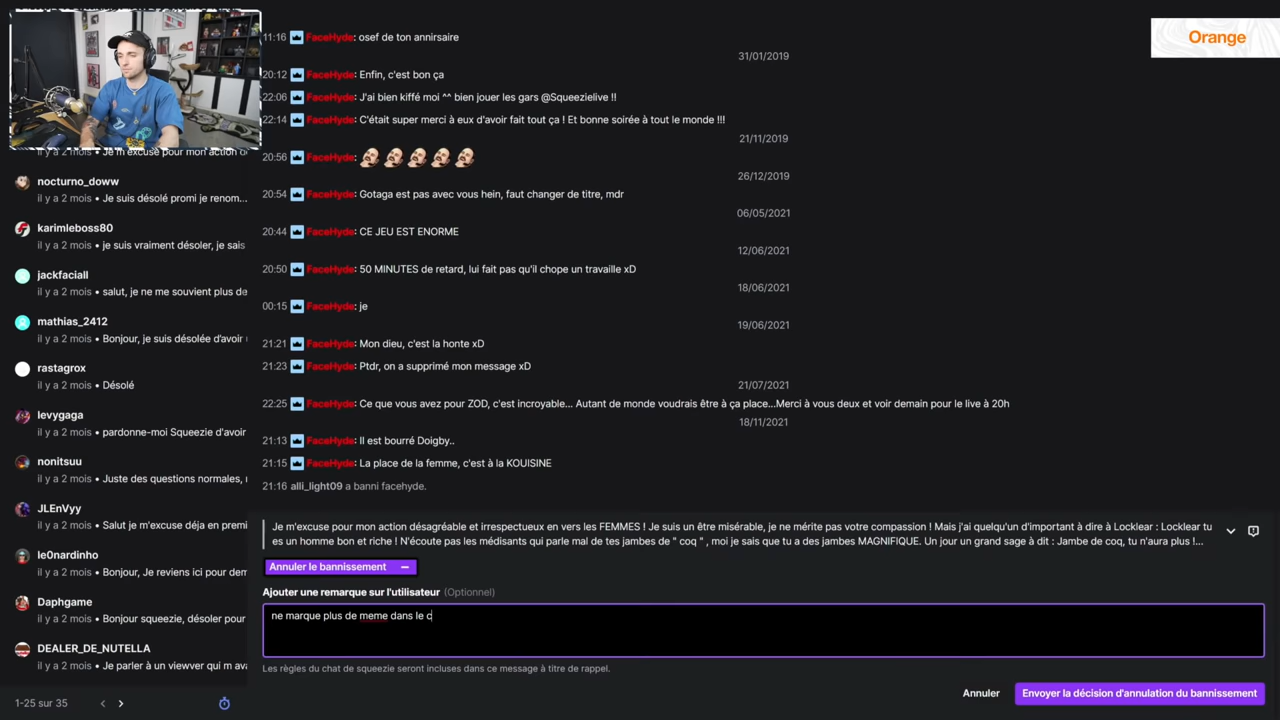 Orange
il y a 2 mois • Je m'excuse pour mon action d
nocturno_doww
il y a 2 mois • Je suis désolé promi je renom...
karimleboss80
il y a 2 mois • je suis vraiment désoler, je sais
jackfaciall
il y a 2 mois • salut, je ne me souvient plus de
mathias_2412
il y a 2 mois • Bonjour, je suis désolée d'avoir
rastagrox
il y a 2 mois • Désolé
levygaga
il y a 2 mois • pardonne-moi Squeezie d'avoir
nonitsuu
il y a 2 mois • Juste des questions normales,
JLEnVyy
il y a 2 mois • Salut je m'excuse déja en premi
le0nardinho
il y a 2 mois • Bonjour, Je reviens ici pour dem
Daphgame
il y a 2 mois • Bonjour squeezie, désoler pour
DEALER_DE_NUTELLA
il y a 2 mois • Je parler à un viewver qui m ava
1-25 sur 35
11:16 FaceHyde: osef de ton annirsaire
31/01/2019
20:12 FaceHyde: Enfin, c'est bon ça
22:06 FaceHyde: J'ai bien kiffé moi ^^ bien jouer les gars @Squeezielive !!
22:14 FaceHyde: C'était super merci à eux d'avoir fait tout ça ! Et bonne soirée à tout le monde !!!
21/11/2019
20:56 FaceHyde:
26/12/2019
20:54 FaceHyde: Gotaga est pas avec vous hein, faut changer de titre, mdr
06/05/2021
20:44 FaceHyde: CE JEU EST ENORME
12/06/2021
20:50 FaceHyde: 50 MINUTES de retard, lui fait pas qu'il chope un travaille xD
18/06/2021
00:15 FaceHyde: je
19/06/2021
21:21 FaceHyde: Mon dieu, c'est la honte xD
21:23 FaceHyde: Ptdr, on a supprimé mon message xD
21/07/2021
22:25 FaceHyde: Ce que vous avez pour ZOD, c'est incroyable... Autant de monde voudrais être à ça place...Merci à vous deux et voir demain pour le live à 20h
18/11/2021
21:13 FaceHyde: Il est bourré Doigby..
21:15 FaceHyde: La place de la femme, c'est à la KOUISINE
21:16 alli_light09 a banni facehyde.
Je m'excuse pour mon action désagréable et irrespectueux en vers les FEMMES ! Je suis un être misérable, je ne mérite pas votre compassion ! Mais j'ai quelqu'un d'important à dire à Locklear : Locklear tu
es un homme bon et riche ! N'écoute pas les médisants qui parle mal de tes jambes de " coq " , moi je sais que tu a des jambes MAGNIFIQUE. Un jour un grand sage à dit : Jambe de coq, tu n'aura plus !...
Annuler le bannissement
Ajouter une remarque sur l'utilisateur (Optionnel)
ne marque plus de meme dans le c
Les règles du chat de squeezie seront incluses dans ce message à titre de rappel.
Annuler
Envoyer la décision d'annulation du bannissement